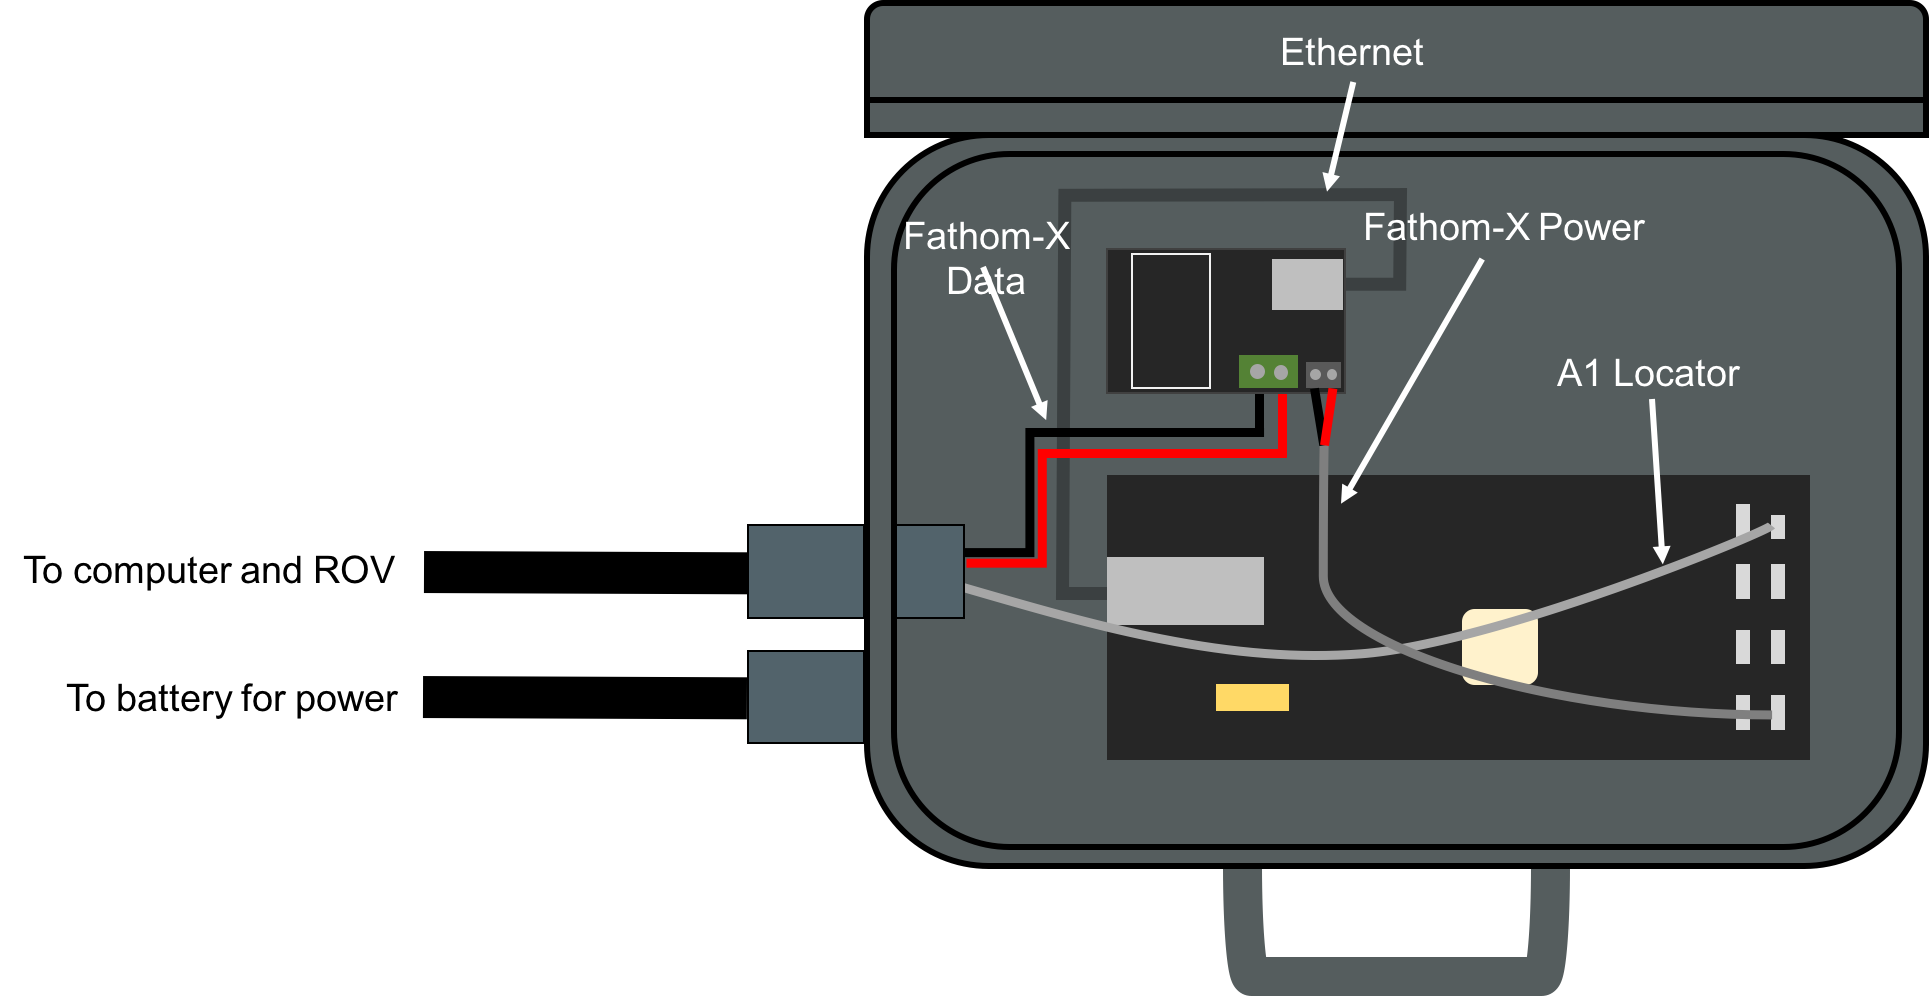 Ethernet
Fathom-X
Data
Fathom-X Power
A1 Locator
To computer and ROV
To battery for power